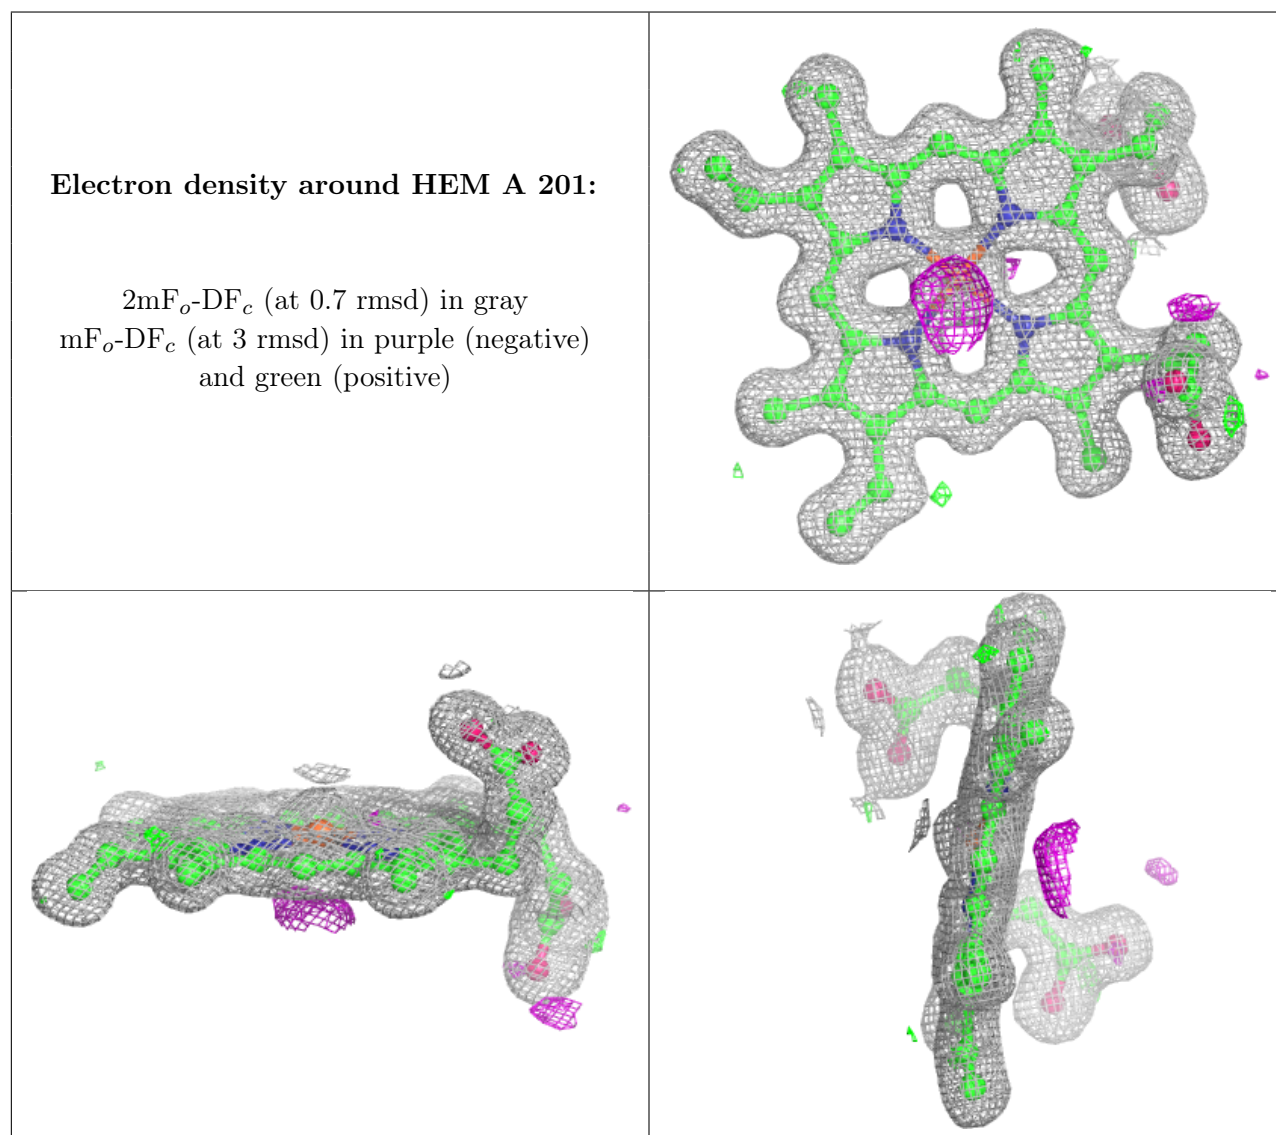 Electron density around HEM A 201:
2mFo-DFc (at 0.7 rmsd) in gray
mFo-DFc (at 3 rmsd) in purple (negative)
and green (positive)